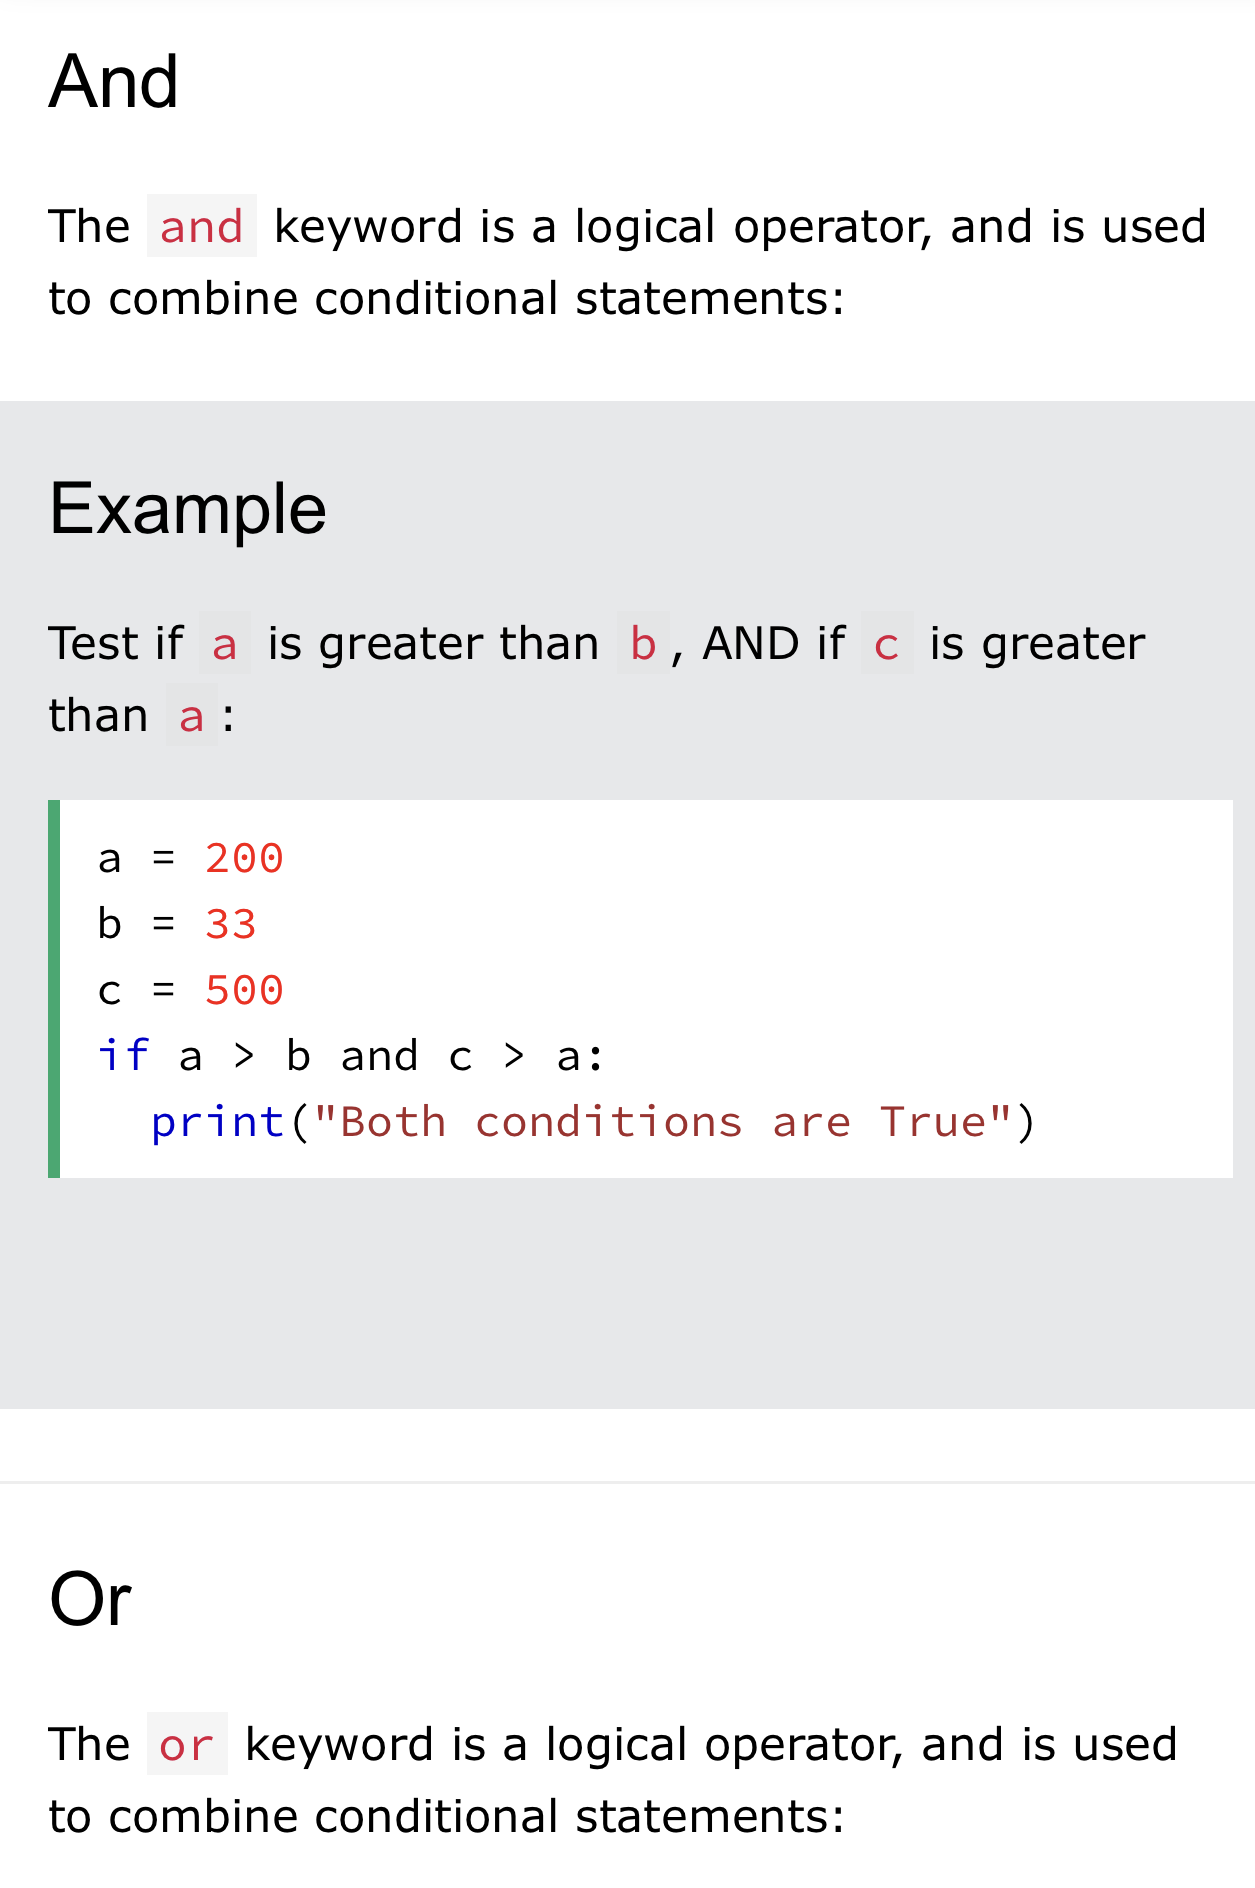 And
The and keyword is a logical operator, and is used
to combine conditional statements:
Example
Test if a is greater than b, AND if c is greater
than a:
a = 200
b = 33
c = 500
if a > b and c > a:
  print("Both conditions are True")
Or
The or keyword is a logical operator, and is used
to combine conditional statements: